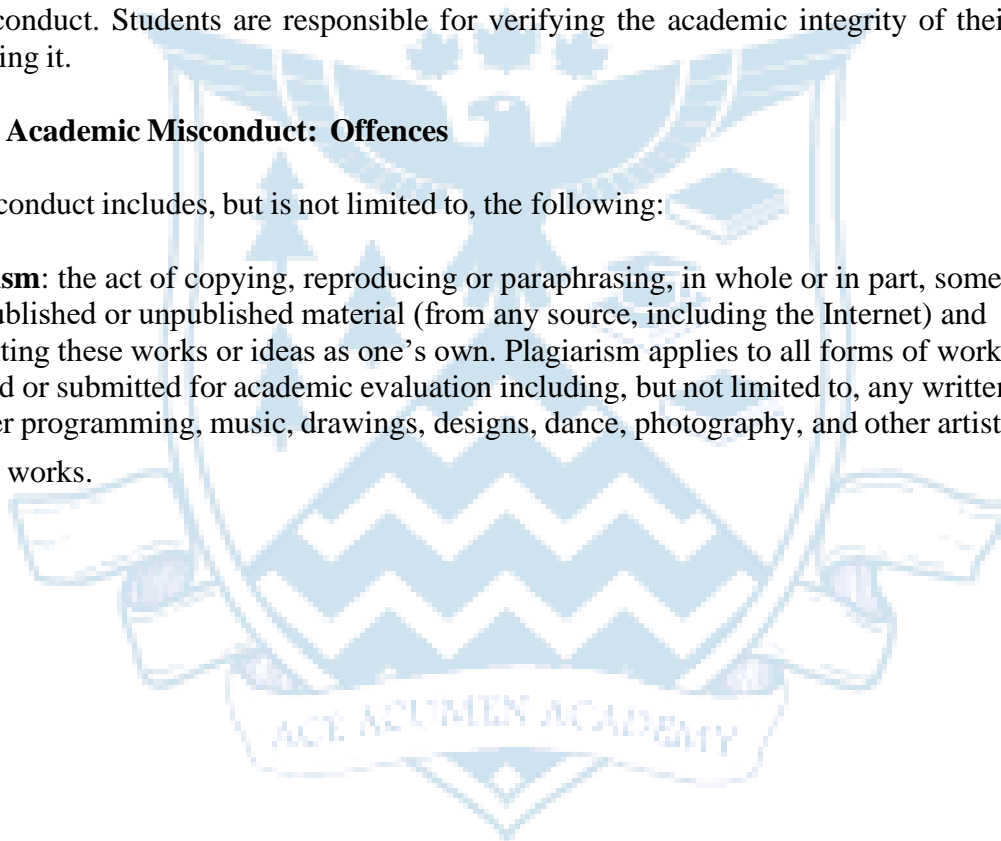 conduct. Students are responsible for verifying the academic integrity of thei
ing it.
Academic Misconduct: Offences
conduct includes, but is not limited to, the following:
ism: the act of copying, reproducing or paraphrasing, in whole or in part, some
ublished or unpublished material (from any source, including the Internet) and
ting these works or ideas as one’s own. Plagiarism applies to all forms of work
d or submitted for academic evaluation including, but not limited to, any written
er programming, music, drawings, designs, dance, photography, and other artist
works.
ACE ACUMEN ACADEMY